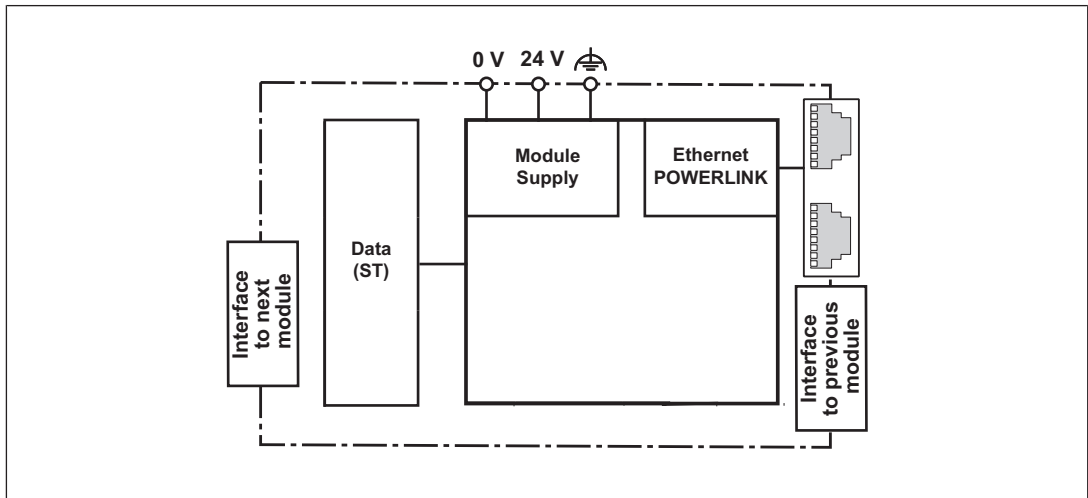 0 V 24 V
Module
Supply
Ethernet
POWERLINK
Data
(ST)
Interface
to next
module
Interface
to previous
module